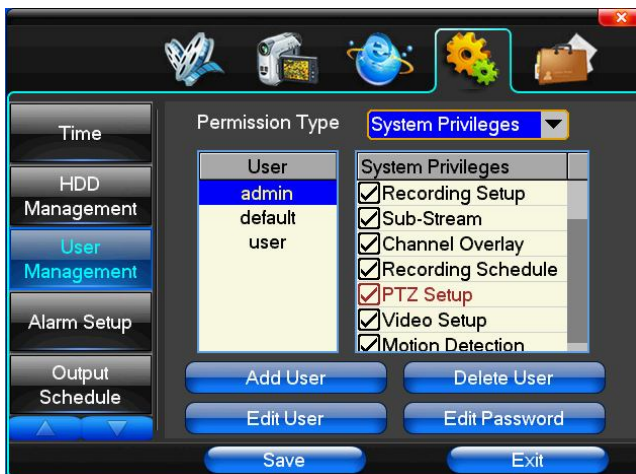 Permission Type
System Privileges
Time
HDD
Management
User
Management
Alarm Setup
Output
Schedule
User
admin
default
user
System Privileges
Recording Setup
Sub-Stream
Channel Overlay
Recording Schedule
PTZ Setup
Video Setup
Motion Detection
Add User
Delete User
Edit User
Edit Password
Save
Exit